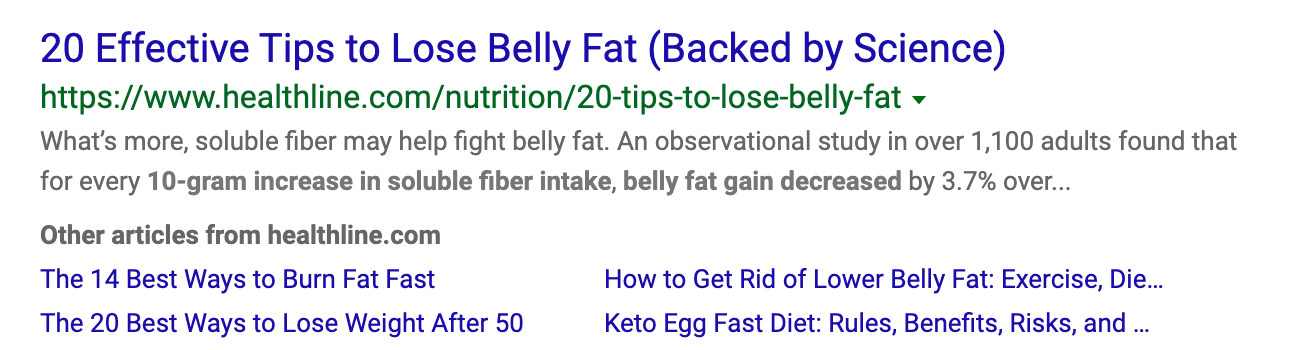 20 Effective Tips to Lose Belly Fat (Backed by Science)
https://www.healthline.com/nutrition/20-tips-to-lose-belly-fat
What’s more, soluble fiber may help fight belly fat. An observational study in over 1,100 adults found that
for every 10-gram increase in soluble fiber intake, belly fat gain decreased by 3.7% over...
Other articles from healthline.com
The 14 Best Ways to Burn Fat Fast
How to Get Rid of Lower Belly Fat: Exercise, Die...
The 20 Best Ways to Lose Weight After 50
Keto Egg Fast Diet: Rules, Benefits, Risks, and ...